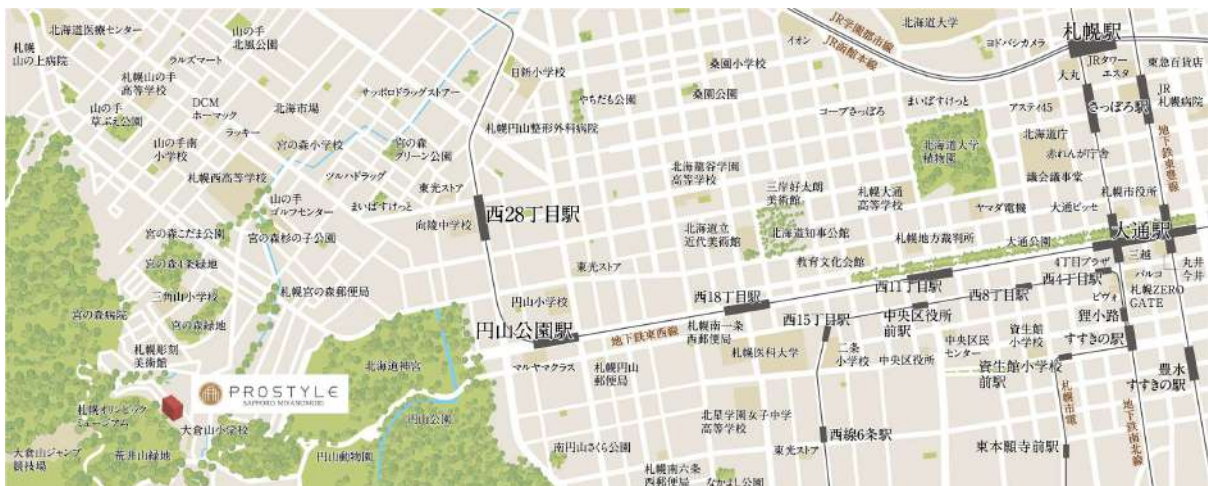 北海道医療センター
山の手
北風公園
札幌
山の上病院
ラルズマート
札幌山の手
高等学校
山の手
草ぶえ公園
DCM
ホーマック
北海市場
サッポロドラッグストアー
山の手南
小学校
ラッキー
宮の森小学校
宮の森
グリーン公園
札幌西高等学校
ツルハドラッグ
東光ストア
山の手
ゴルフセンター
まいばすけっと
向陵中学校
西28丁目駅
宮の森こだま公園
宮の森杉の子公園
宮の森4条緑地
三角山小学校
札幌宮の森郵便局
宮の森病院
宮の森緑地
札幌彫刻
美術館
PROSTYLE
SAPPORO MIYANOMORI
札幌オリンピック
ミュージアム
大倉山小学校
大倉山ジャンプ
競技場
荒井山緑地
北海道神宮
円山公園
円山動物園
円山小学校
円山公園駅
マルヤマクラス
地下鉄東西線
札幌円山
郵便局
南円山さくら公園
札幌南六条
西郵便局
なかよし公園
日新小学校
やちだも公園
札幌円山整形外科病院
イオン
桑園小学校
桑園公園
JR学園都市線
JR函館本線
北海道大学
ヨドバシカメラ
札幌駅
JRタワー
エスタ
東急百貨店
大丸
JR
札幌病院
さっぽろ駅
地下鉄東豊線
コープさっぽろ
まいばすけっと
アスティ45
北海道大学
植物園
北海道庁
赤れんが庁舎
議会議事堂
札幌市役所
北海龍谷学園
高等学校
三岸好太朗
美術館
札幌大通
高等学校
ヤマダ電機
大通ビッセ
北海道立
近代美術館
北海道知事公館
札幌地方裁判所
大通公園
大通駅
東光ストア
教育文化会館
4丁目プラザ
三越
丸井
今井
パルコ
西18丁目駅
西11丁目駅
西8丁目駅
西4丁目駅
札幌ZERO
GATE
ピヴォ
狸小路
札幌南一条
西郵便局
西15丁目駅
中央区役所
前駅
資生館
小学校
すすきの駅
札幌医科大学
二条
小学校
中央区役所
中央区民
センター
資生館小学校
前駅
豊水
すすきの駅
北星学園女子中学
高等学校
東光ストア
西線6条駅
東本願寺前駅
札幌市電
地下鉄南北線